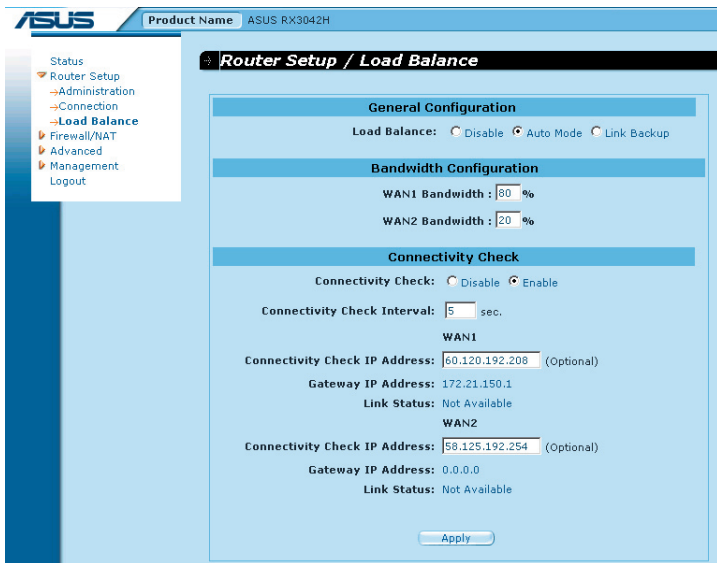 ASUS
Product Name ASUS RX3042H
Status
Router Setup
Administration
Connection
Load Balance
Firewall/NAT
Advanced
Management
Logout
Router Setup / Load Balance
General Configuration
Load Balance: Disable Auto Mode Link Backup
Bandwidth Configuration
WAN1 Bandwidth : 80 %
WAN2 Bandwidth : 20 %
Connectivity Check
Connectivity Check: Disable Enable
Connectivity Check Interval: 5 sec.
WAN1
Connectivity Check IP Address: 60.120.192.208 (Optional)
Gateway IP Address: 172.21.150.1
Link Status: Not Available
WAN2
Connectivity Check IP Address: 58.125.192.254 (Optional)
Gateway IP Address: 0.0.0.0
Link Status: Not Available
Apply